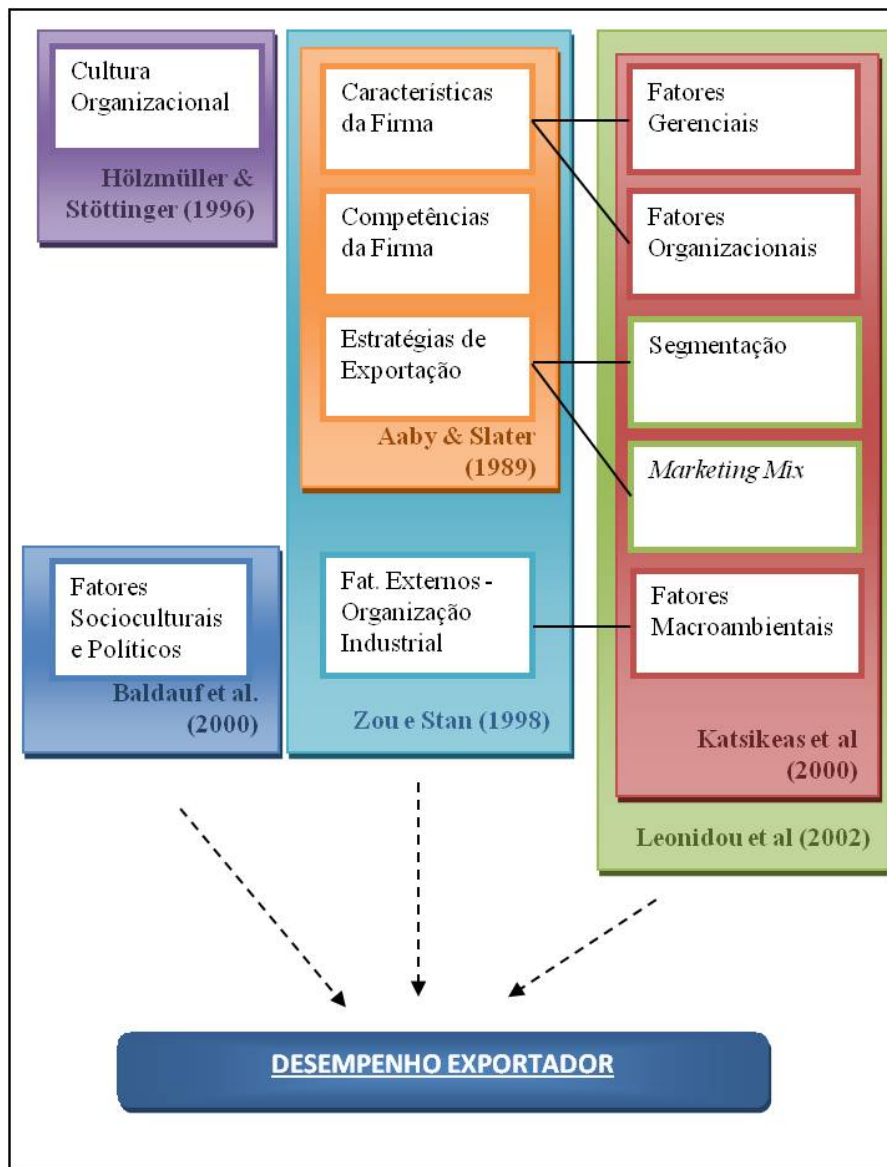 Cultura
Organizacional
Hölzmüller &
Stöttinger (1996)
Fatores
Socioculturais
e Políticos
Baldauf et al.
(2000)
Características
da Firma
Competências
da Firma
Estratégias de
Exportação
Aaby & Slater
(1989)
Fat. Externos -
Organização
Industrial
Zou e Stan (1998)
Fatores
Gerenciais
Fatores
Organizacionais
Segmentação
Marketing Mix
Fatores
Macroambientais
Katsikeas et al
(2000)
Leonidou et al (2002)
DESEMPENHO EXPORTADOR